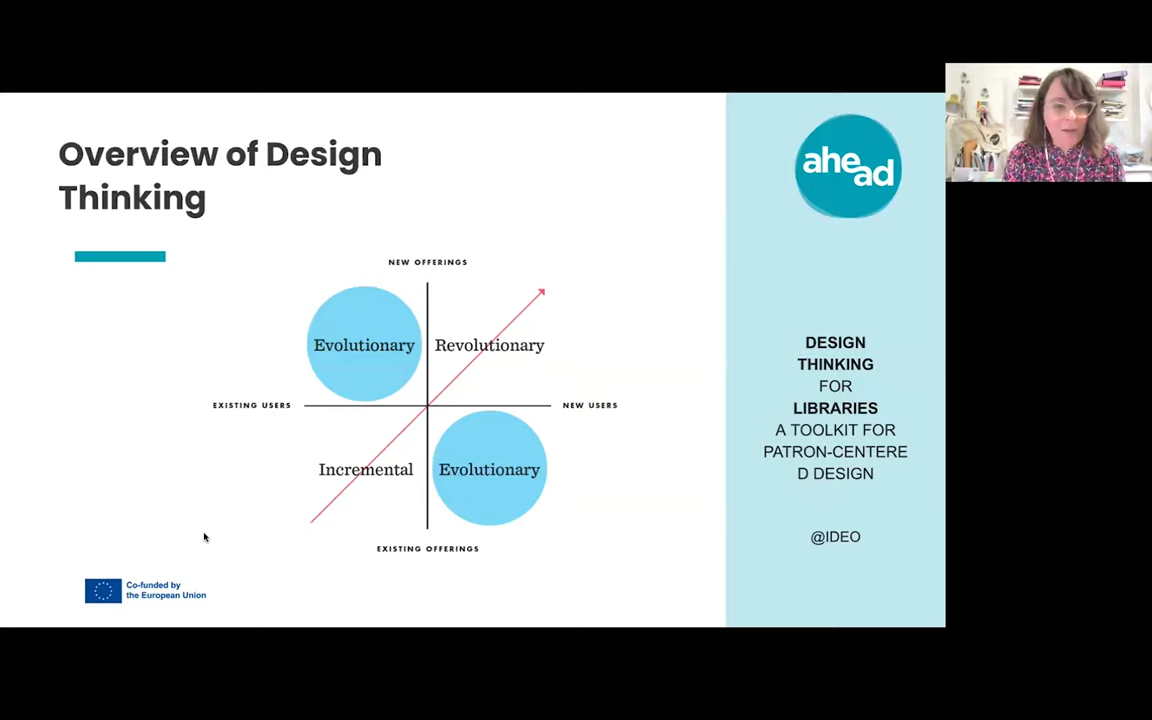 Overview of Design
Thinking
NEW OFFERINGS
Evolutionary
Revolutionary
EXISTING USERS
NEW USERS
Incremental
Evolutionary
EXISTING OFFERINGS
Co-funded by
the European Union
ahead
DESIGN
THINKING
FOR
LIBRARIES
A TOOLKIT FOR
PATRON-CENTERE
D DESIGN
@IDEO